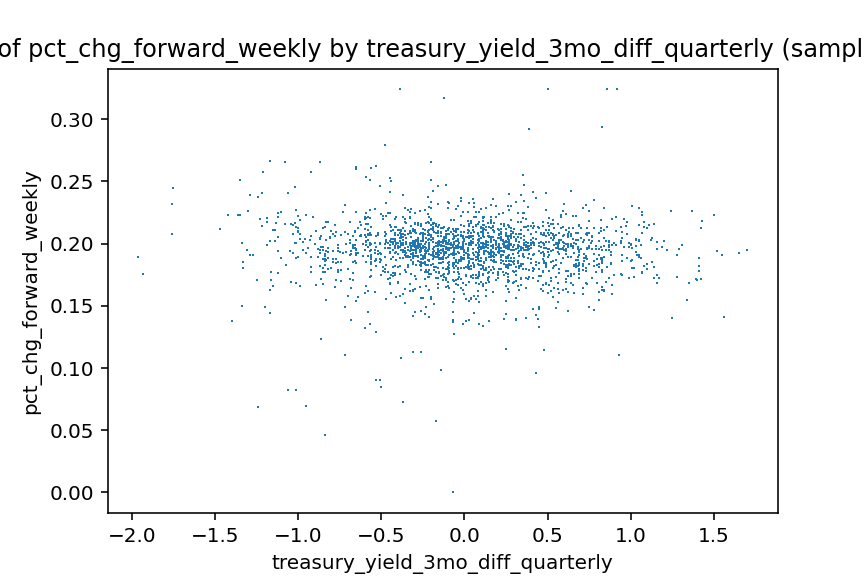 of pct_chg_forward_weekly by treasury_yield_3mo_diff_quarterly (sampl
pct_chg_forward_weekly
0.30
0.25
0.20
0.15
0.10
0.05
0.00
−2.0 −1.5 −1.0 −0.5 0.0 0.5 1.0 1.5
treasury_yield_3mo_diff_quarterly